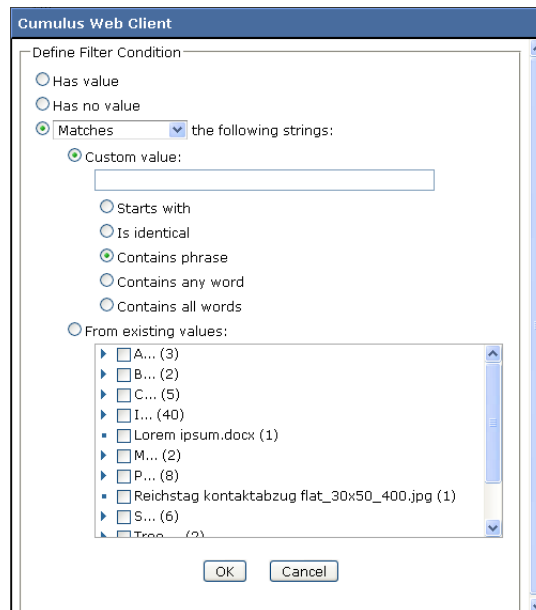 Cumulus Web Client
Define Filter Condition
Has value
Has no value
Matches the following strings:
Custom value:
Starts with
Is identical
Contains phrase
Contains any word
Contains all words
From existing values:
A... (3)
B... (2)
C... (5)
I... (40)
Lorem ipsum.docx (1)
M... (2)
P... (8)
Reichstag kontaktabzug flat_30x50_400.jpg (1)
S... (6)
OK Cancel